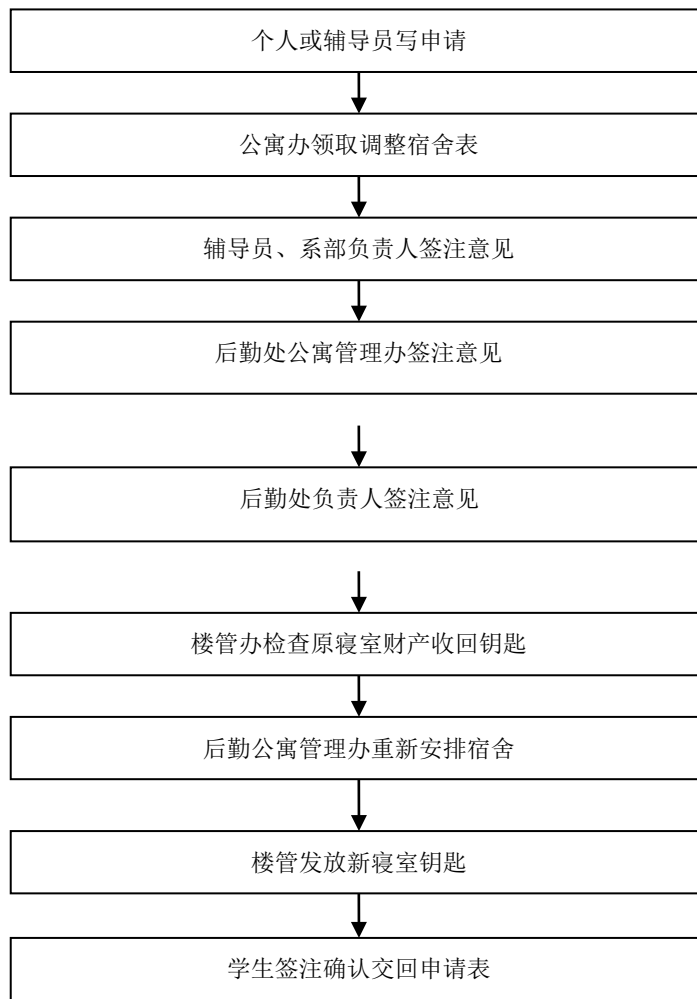 个人或辅导员写申请
公寓办领取调整宿舍表
辅导员、系部负责人签注意见
后勤处公寓管理办签注意见
后勤处负责人签注意见
楼管办检查原寝室财产收回钥匙
后勤公寓管理办重新安排宿舍
楼管发放新寝室钥匙
学生签注确认交回申请表